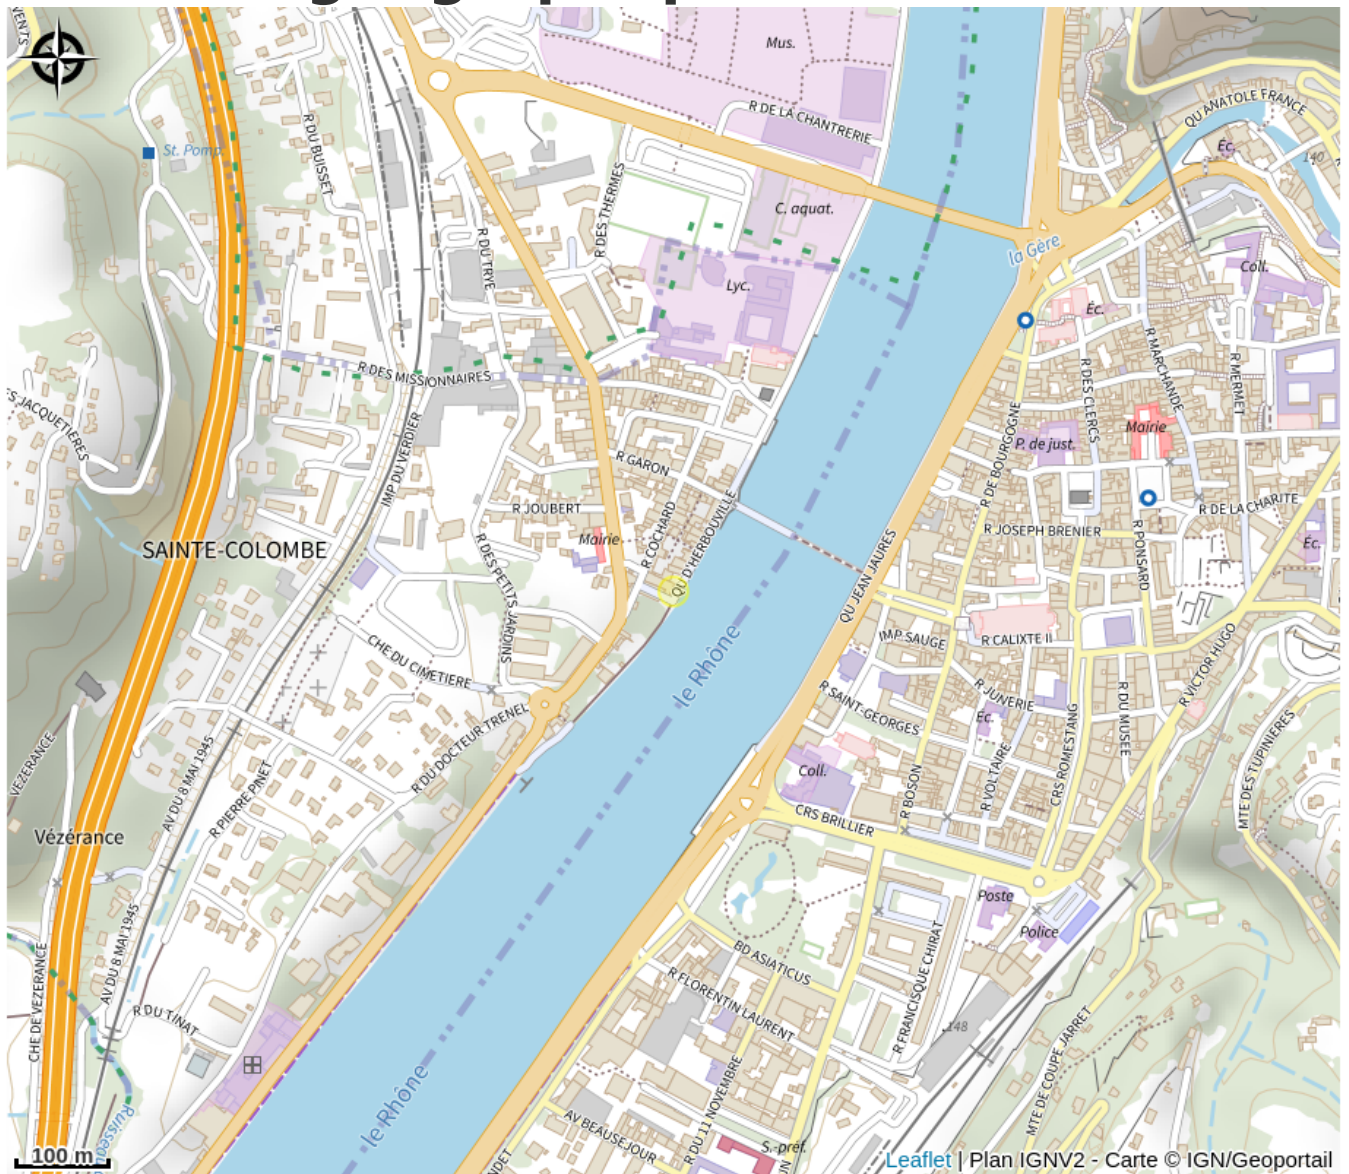 Mus.
R DE LA CHANTRERIE
QU ANATOLE FRANCE
Éc.
140
St. Pomp.
R DU BUISSET
R DES THERMES
C. aquat.
R DU TRYE
la Gère
Coll.
Lyc.
Éc.
R MARCHANDE
R MERMET
R DES CLERCS
R DES MISSIONNAIRES
R DE BOURGOGNE
P. de just.
Mairie
IMP DU VERDIER
R GARON
QU D'HERBOUVILLE
R JOUBERT
R COCHARD
Mairie
R DE LA CHARITE
R JOSEPH BRENIER
R PONSARD
Éc.
SAINTE-COLOMBE
R DES PETITS JARDINS
QU JEAN JAURES
IMP SAUGE
R CALIXTE II
le Rhône
CHE DU CIMETIERE
R SAINT-GEORGES
R JUNERIE
Éc.
R DU MUSEE
R VICTOR HUGO
R DU DOCTEUR TRENEL
CRS ROMESTANG
MTE DES TUPINIERES
VEZERANCE
AV DU 8 MAI 1945
R PIERRE PINET
Coll.
R BOSON
R VOLTAIRE
CRS BRILLIER
Vézérance
Poste
Police
AV DU 8 MAI 1945
CHE DE VEZERANCE
BD ASIATICUS
R FLORENTIN LAURENT
R FRANCISQUE CHIRAT
R DU TINAT
148
MTE DE COUPE JARRET
le Rhône
R DU 11 NOVEMBRE
AV BEAUSEJOUR
S.-préf.
100 m
Leaflet | Plan IGNV2 - Carte © IGN/Geoportail